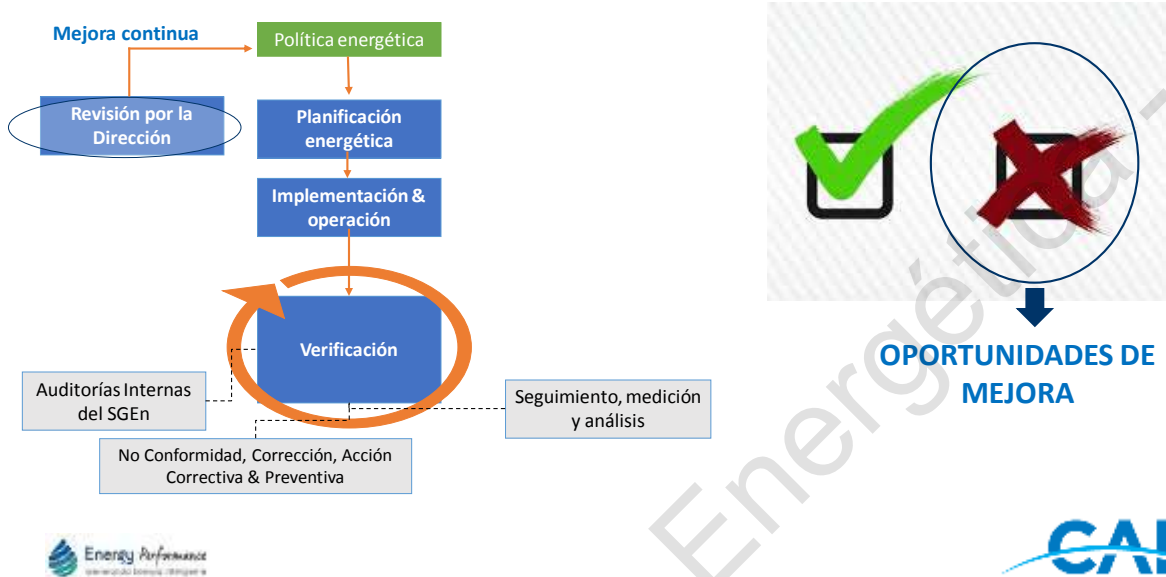 Mejora continua
Política energética
Revisión por la
Dirección
Planificación
energética
Implementación &
operación
Verificación
Auditorías Internas
del SGEn
Seguimiento, medición
y análisis
No Conformidad, Corrección, Acción
Correctiva & Preventiva
OPORTUNIDADES DE
MEJORA
Energética -
Energy Performance